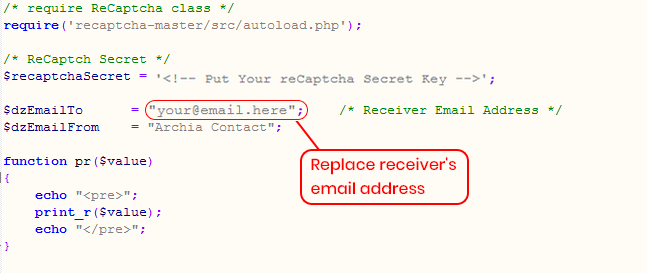 /* require ReCaptcha class */
require('recaptcha-master/src/autoload.php');
/* ReCaptch Secret */
$recaptchaSecret = '<!-- Put Your reCaptcha Secret Key -->';
$dzEmailTo = "your@email.here"; /* Receiver Email Address */
$dzEmailFrom = "Archia Contact";
function pr($value)
{
echo "<pre>";
print_r($value);
echo "</pre>";
}
Replace receiver's
email address